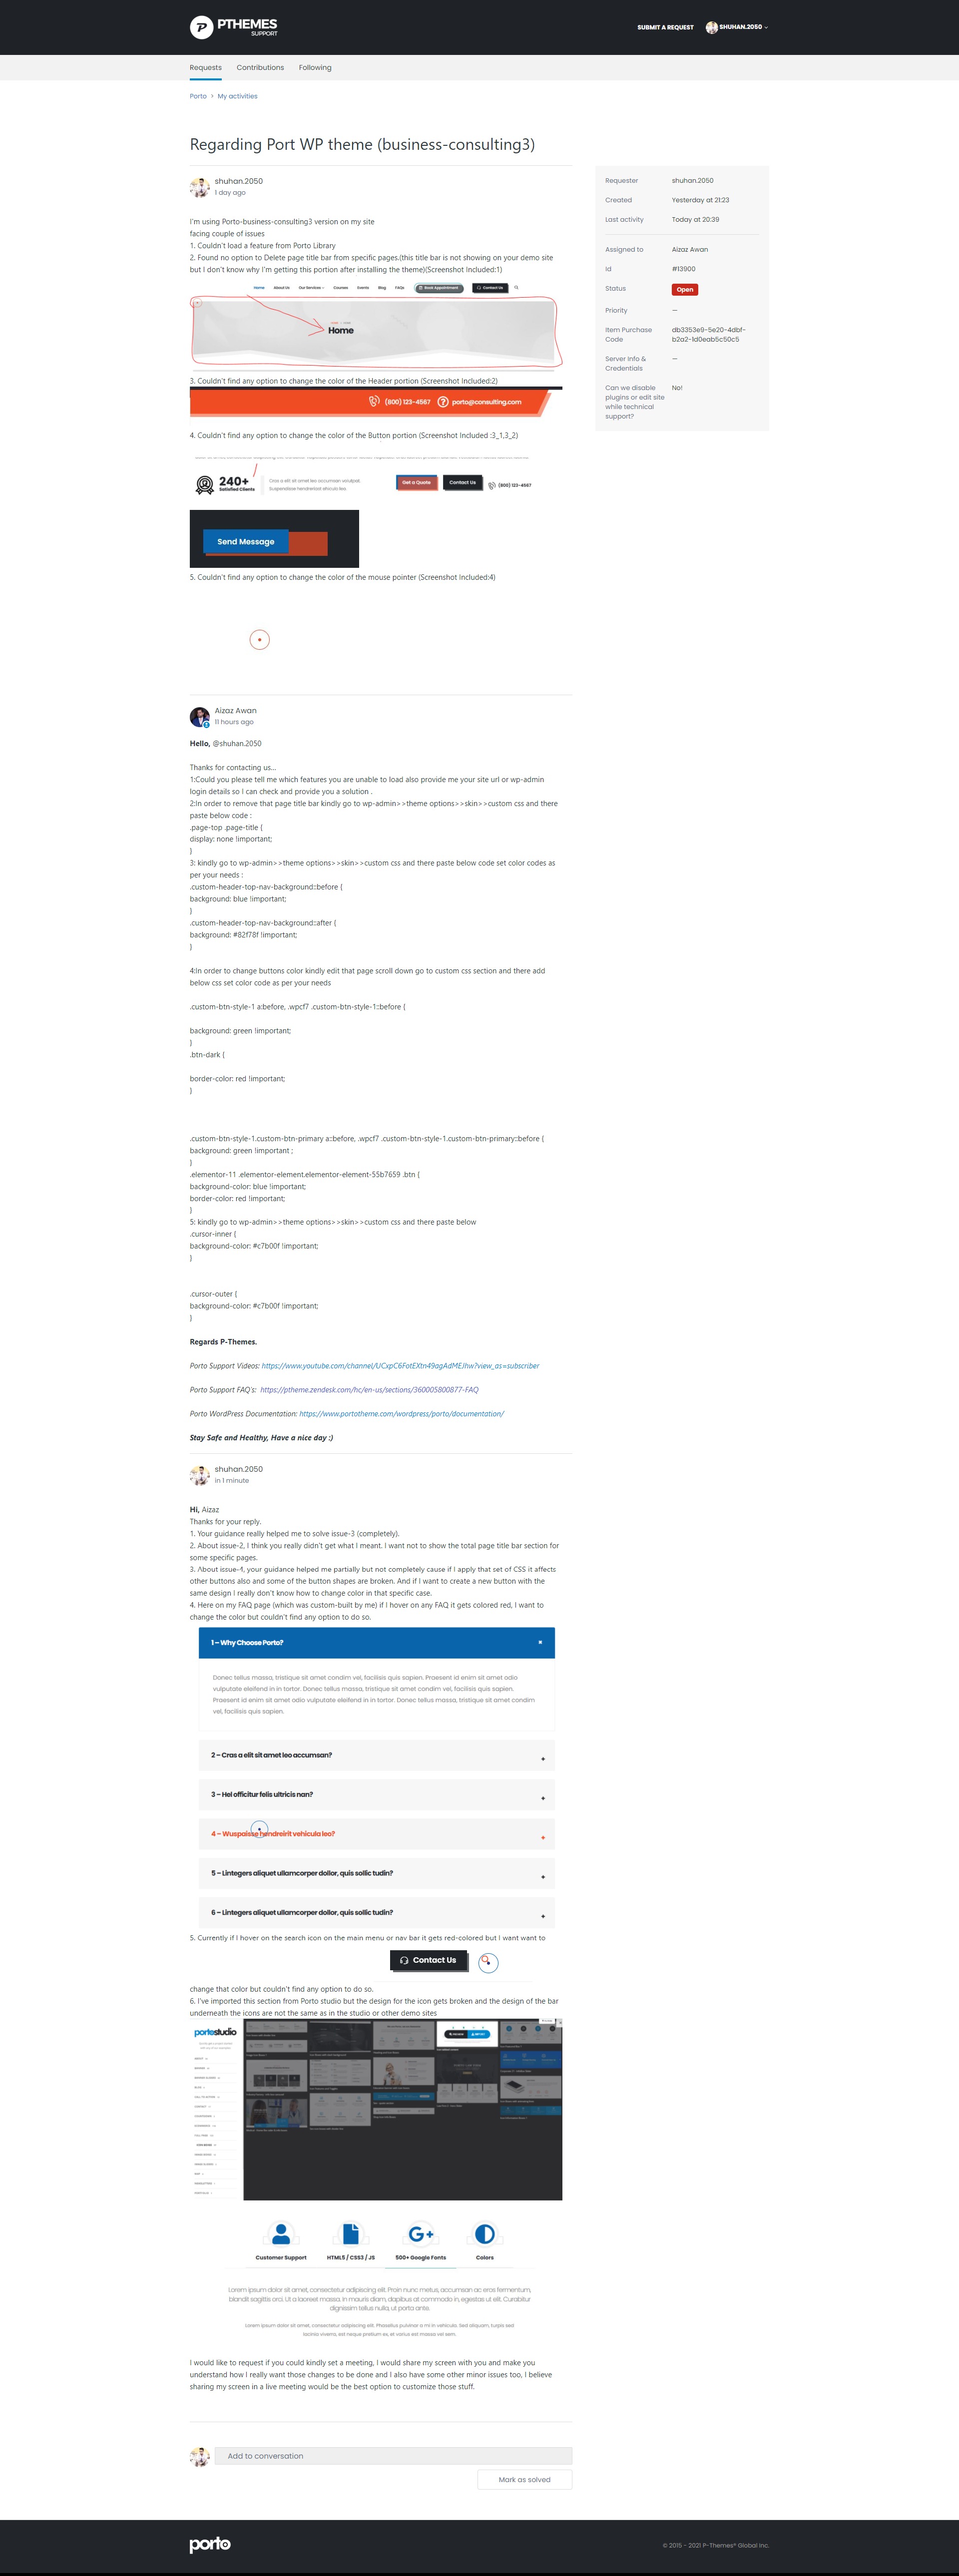 PTHEMES
SUPPORT
SUBMIT A REQUEST
SHUHAN.2050
Requests
Contributions
Following
Porto
My activities
Regarding Port WP theme (business-consulting3)
shuhan.2050
1 day ago
I'm using Porto-business-consulting3 version on my site
facing couple of issues
1. Couldn't load a feature from Porto Library
2. Found no option to Delete page title bar from specific pages.(this title bar is not showing on your demo site
but I don't know why I'm getting this portion after installing the theme)(Screenshot Included:1)
Home
About Us
Our Services
Courses
Events
Blog
FAQs
Book Appointment
Contact Us
Home
3. Couldn't find any option to change the color of the Header portion (Screenshot Included:2)
(800) 123-4567
porto@consulting.com
4. Couldn't find any option to change the color of the Button portion (Screenshot Included :3_1,3_2)
240+
Satisfied Clients
Cras a elit sit amet leo accumsan volutpat.
Suspendisse hendreriast ehicula leo.
Get a Quote
Contact Us
(800) 123-4567
Send Message
5. Couldn't find any option to change the color of the mouse pointer (Screenshot Included:4)
Requester
shuhan.2050
Created
Yesterday at 21:23
Last activity
Today at 20:39
Assigned to
Aizaz Awan
Id
#13900
Status
Open
Priority
—
Item Purchase
Code
db3353e9-5e20-4dbf-
b2a2-1d0eab5c50c5
Server Info &
Credentials
—
Can we disable
plugins or edit site
while technical
support?
No!
Aizaz Awan
11 hours ago
Hello, @shuhan.2050
Thanks for contacting us...
1:Could you please tell me which features you are unable to load also provide me your site url or wp-admin
login details so I can check and provide you a solution .
2:In order to remove that page title bar kindly go to wp-admin>>theme options>>skin>>custom css and there
paste below code :
.page-top .page-title {
display: none !important;
}
3: kindly go to wp-admin>>theme options>>skin>>custom css and there paste below code set color codes as
per your needs :
.custom-header-top-nav-background::before {
background: blue !important;
}
.custom-header-top-nav-background::after {
background: #82f78f !important;
}
4:In order to change buttons color kindly edit that page scroll down go to custom css section and there add
below css set color code as per your needs
.custom-btn-style-1 a:before, .wpcf7 .custom-btn-style-1::before {
background: green !important;
}
.btn-dark {
border-color: red !important;
}
.custom-btn-style-1.custom-btn-primary a::before, .wpcf7 .custom-btn-style-1.custom-btn-primary::before {
background: green !important ;
}
.elementor-11 .elementor-element.elementor-element-55b7659 .btn {
background-color: blue !important;
border-color: red !important;
}
5: kindly go to wp-admin>>theme options>>skin>>custom css and there paste below
.cursor-inner {
background-color: #c7b00f !important;
}
.cursor-outer {
background-color: #c7b00f !important;
}
Regards P-Themes.
Porto Support Videos: https://www.youtube.com/channel/UCxpC6FotEXtn49agAdMEJhw?view_as=subscriber
Porto Support FAQ's: https://ptheme.zendesk.com/hc/en-us/sections/360005800877-FAQ
Porto WordPress Documentation: https://www.portotheme.com/wordpress/porto/documentation/
Stay Safe and Healthy, Have a nice day :)
shuhan.2050
in 1 minute
Hi, Aizaz
Thanks for your reply.
1. Your guidance really helped me to solve issue-3 (completely).
2. About issue-2, I think you really didn't get what I meant. I want not to show the total page title bar section for
some specific pages.
3. About issue-4, your guidance helped me partially but not completely cause if I apply that set of CSS it affects
other buttons also and some of the button shapes are broken. And if I want to create a new button with the
same design I really don't know how to change color in that specific case.
4. Here on my FAQ page (which was custom-built by me) if I hover on any FAQ it gets colored red, I want to
change the color but couldn't find any option to do so.
1 – Why Choose Porto?
Donec tellus massa, tristique sit amet condim vel, facilisis quis sapien. Praesent id enim sit amet odio
vulputate eleifend in in tortor. Donec tellus massa, tristique sit amet condim vel, facilisis quis sapien.
Praesent id enim sit amet odio vulputate eleifend in in tortor. Donec tellus massa, tristique sit amet condim
vel, facilisis quis sapien.
2 – Cras a elit sit amet leo accumsan?
3 – Hel officitur felis ultricis nan?
4 – Wuspaisse hendreirit vehicula leo?
5 – Lintegers aliquet ullamcorper dollor, quis sollic tudin?
6 – Lintegers aliquet ullamcorper dollor, quis sollic tudin?
5. Currently if I hover on the search icon on the main menu or nav bar it gets red-colored but I want want to
Contact Us
change that color but couldn't find any option to do so.
6. I've imported this section from Porto studio but the design for the icon gets broken and the design of the bar
underneath the icons are not the same as in the studio or other demo sites
portostudio
Customer Support
HTML5 / CSS3 / JS
500+ Google Fonts
Colors
Lorem ipsum dolor sit amet, consectetur adipiscing elit. Proin nunc metus, accumsan ac eros fermentum,
blandit sagittis orci. Ut a laoreet massa. In mauris diam, dapibus at commodo in, egestas ut elit. Curabitur
dignissim tellus nulla, ut porta ante.
Lorem ipsum dolor sit amet, consectetur adipiscing elit. Phasellus pulvinar a mi in vehicula. Sed aliquam, turpis sed
lacinia viverra, est neque pretium ex, et varius est massa vel sem.
I would like to request if you could kindly set a meeting, I would share my screen with you and make you
understand how I really want those changes to be done and I also have some other minor issues too, I believe
sharing my screen in a live meeting would be the best option to customize those stuff.
Add to conversation
Mark as solved
porto
© 2015 - 2021 P-Themes® Global Inc.